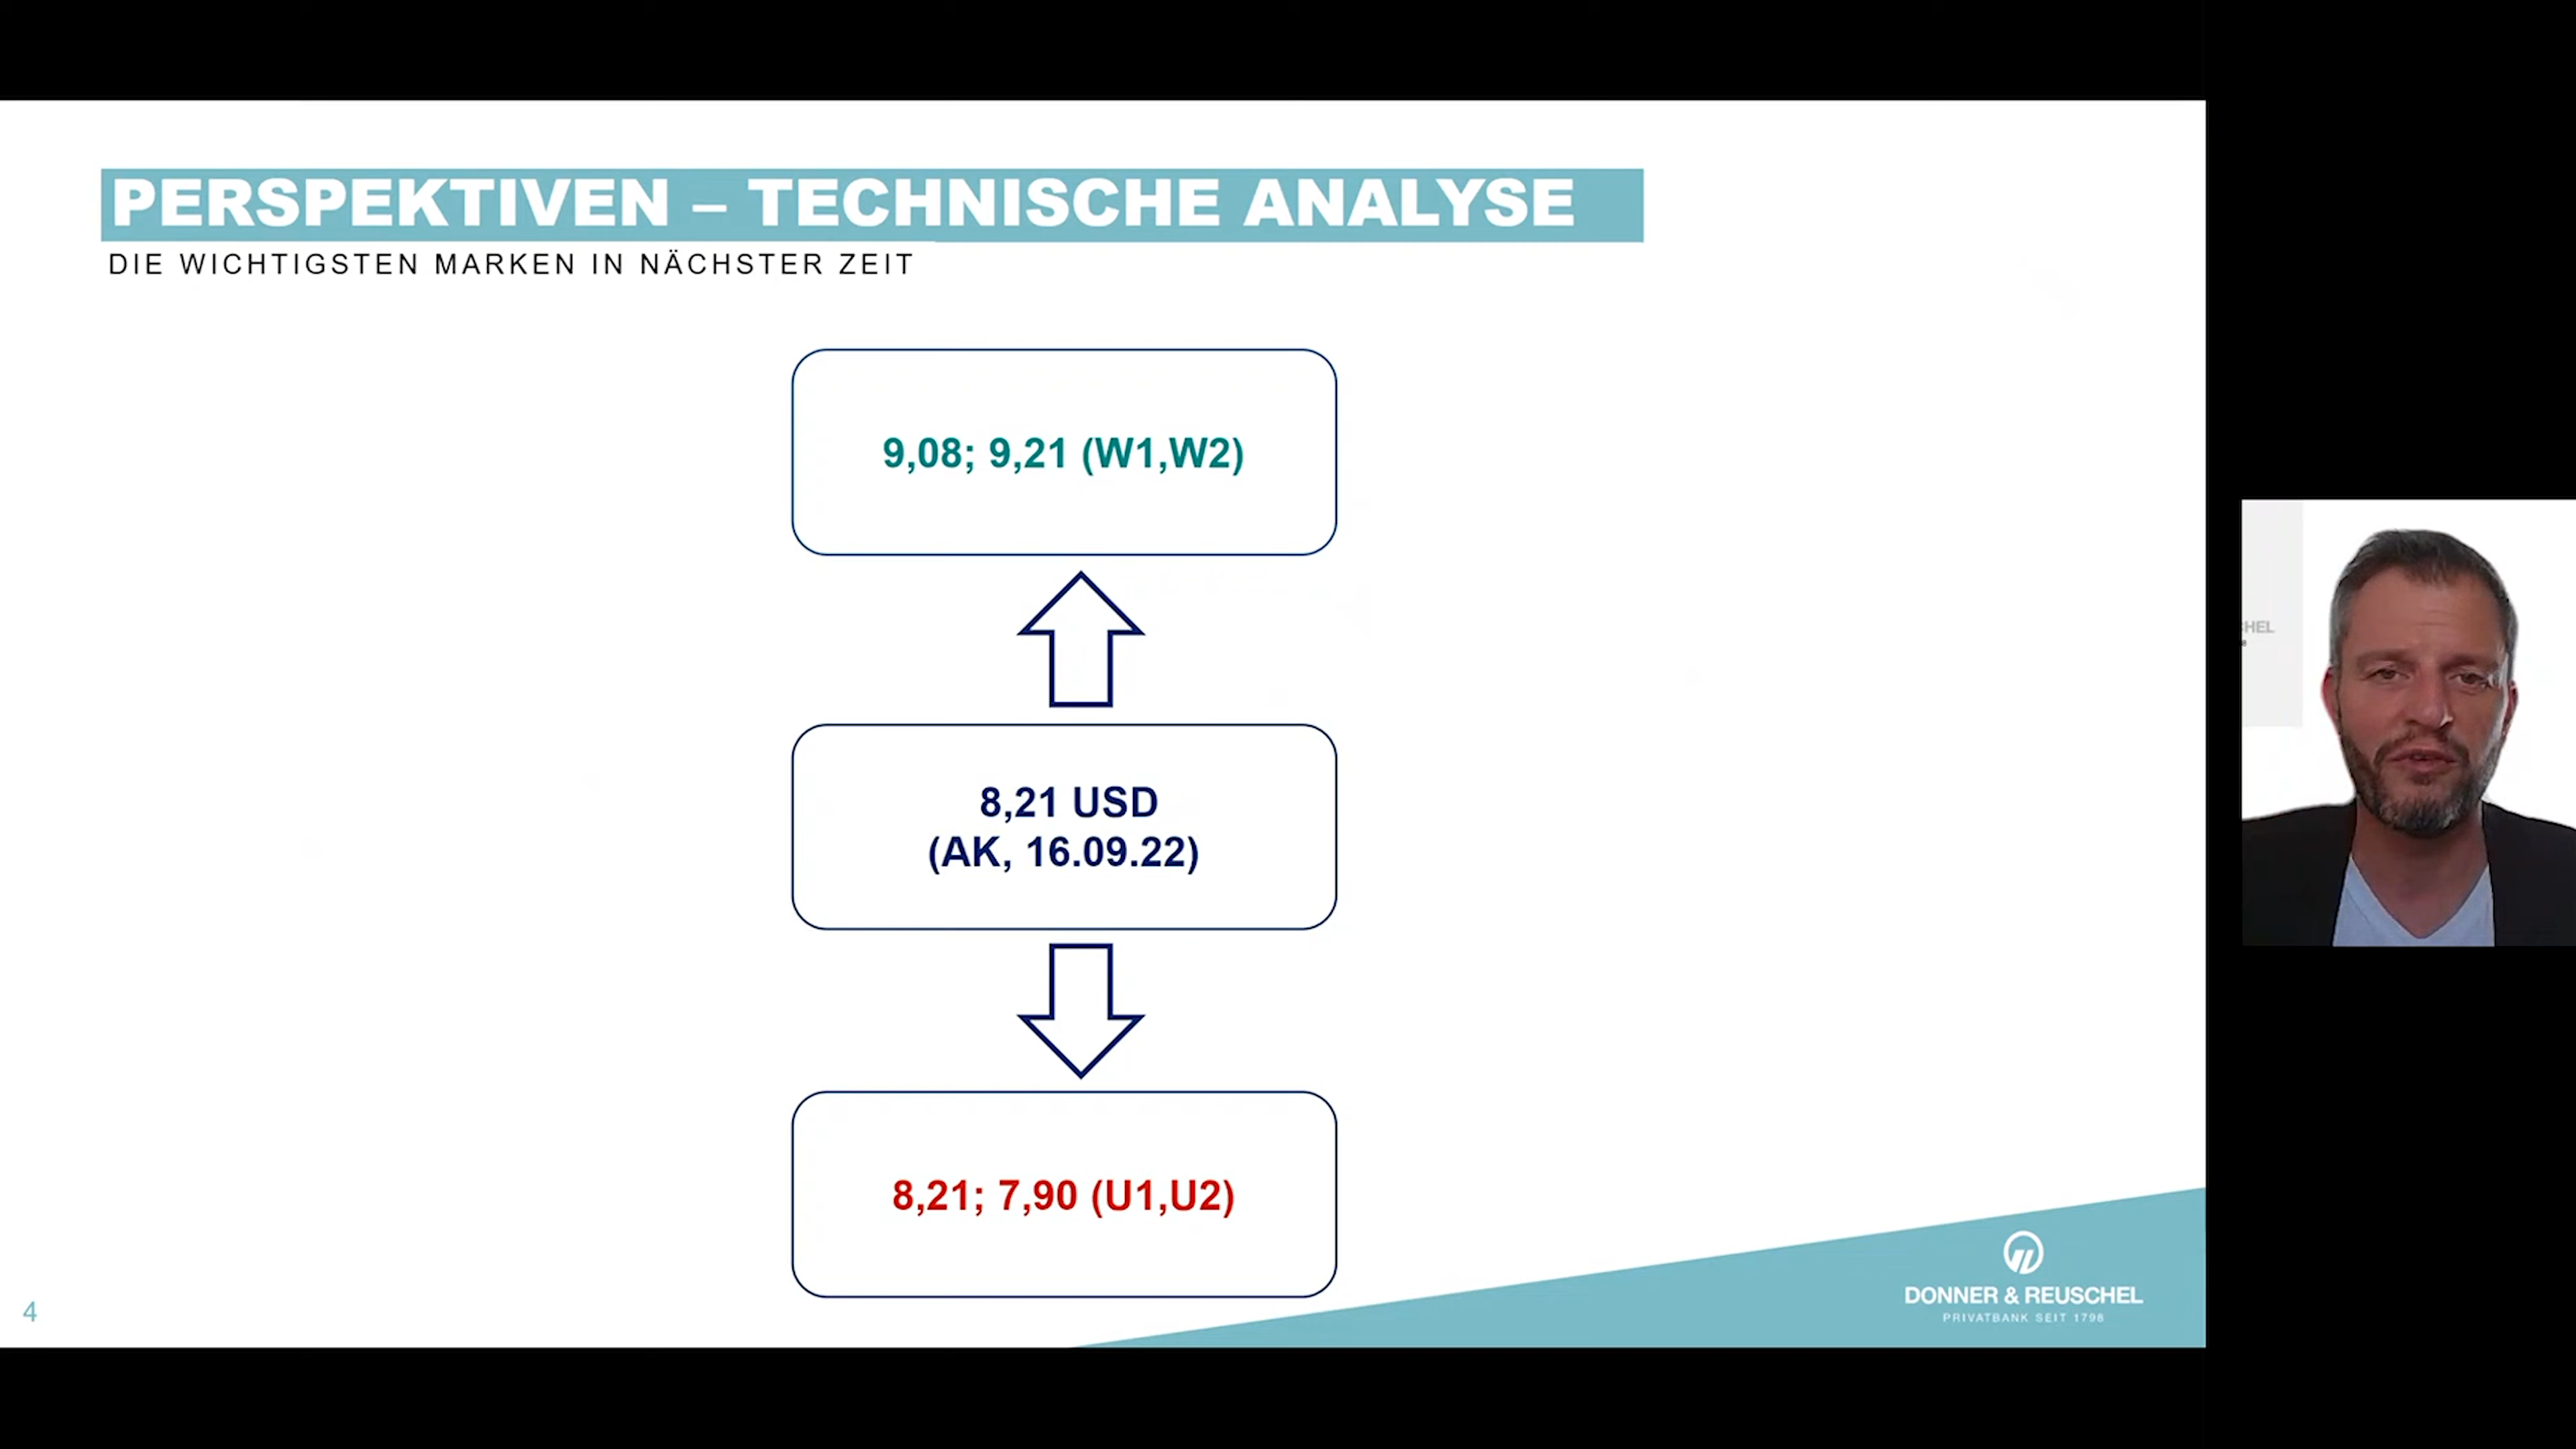 PERSPEKTIVEN – TECHNISCHE ANALYSE
DIE WICHTIGSTEN MARKEN IN NÄCHSTER ZEIT
9,08; 9,21 (W1,W2)
8,21 USD
(AK, 16.09.22)
8,21; 7,90 (U1,U2)
4
DONNER & REUSCHEL
PRIVATBANK SEIT 1798